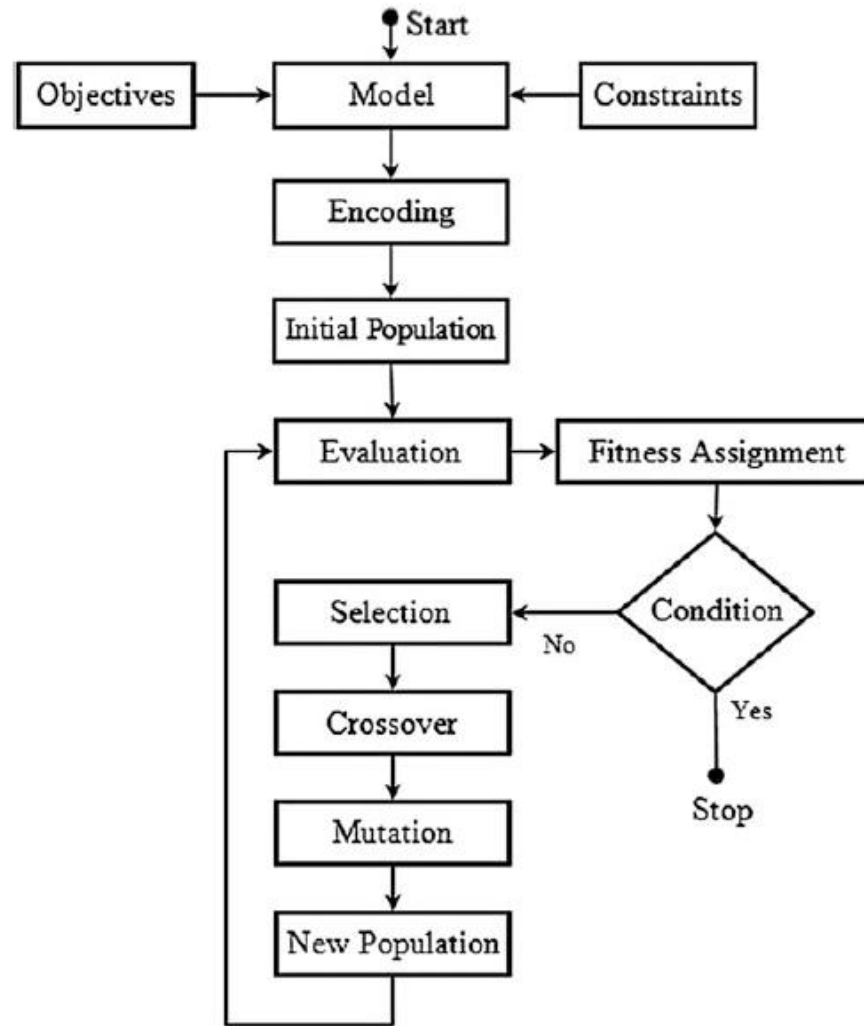 Start
Objectives
Model
Constraints
Encoding
Initial Population
Evaluation
Fitness Assignment
Selection
Condition
No
Crossover
Yes
Mutation
Stop
New Population